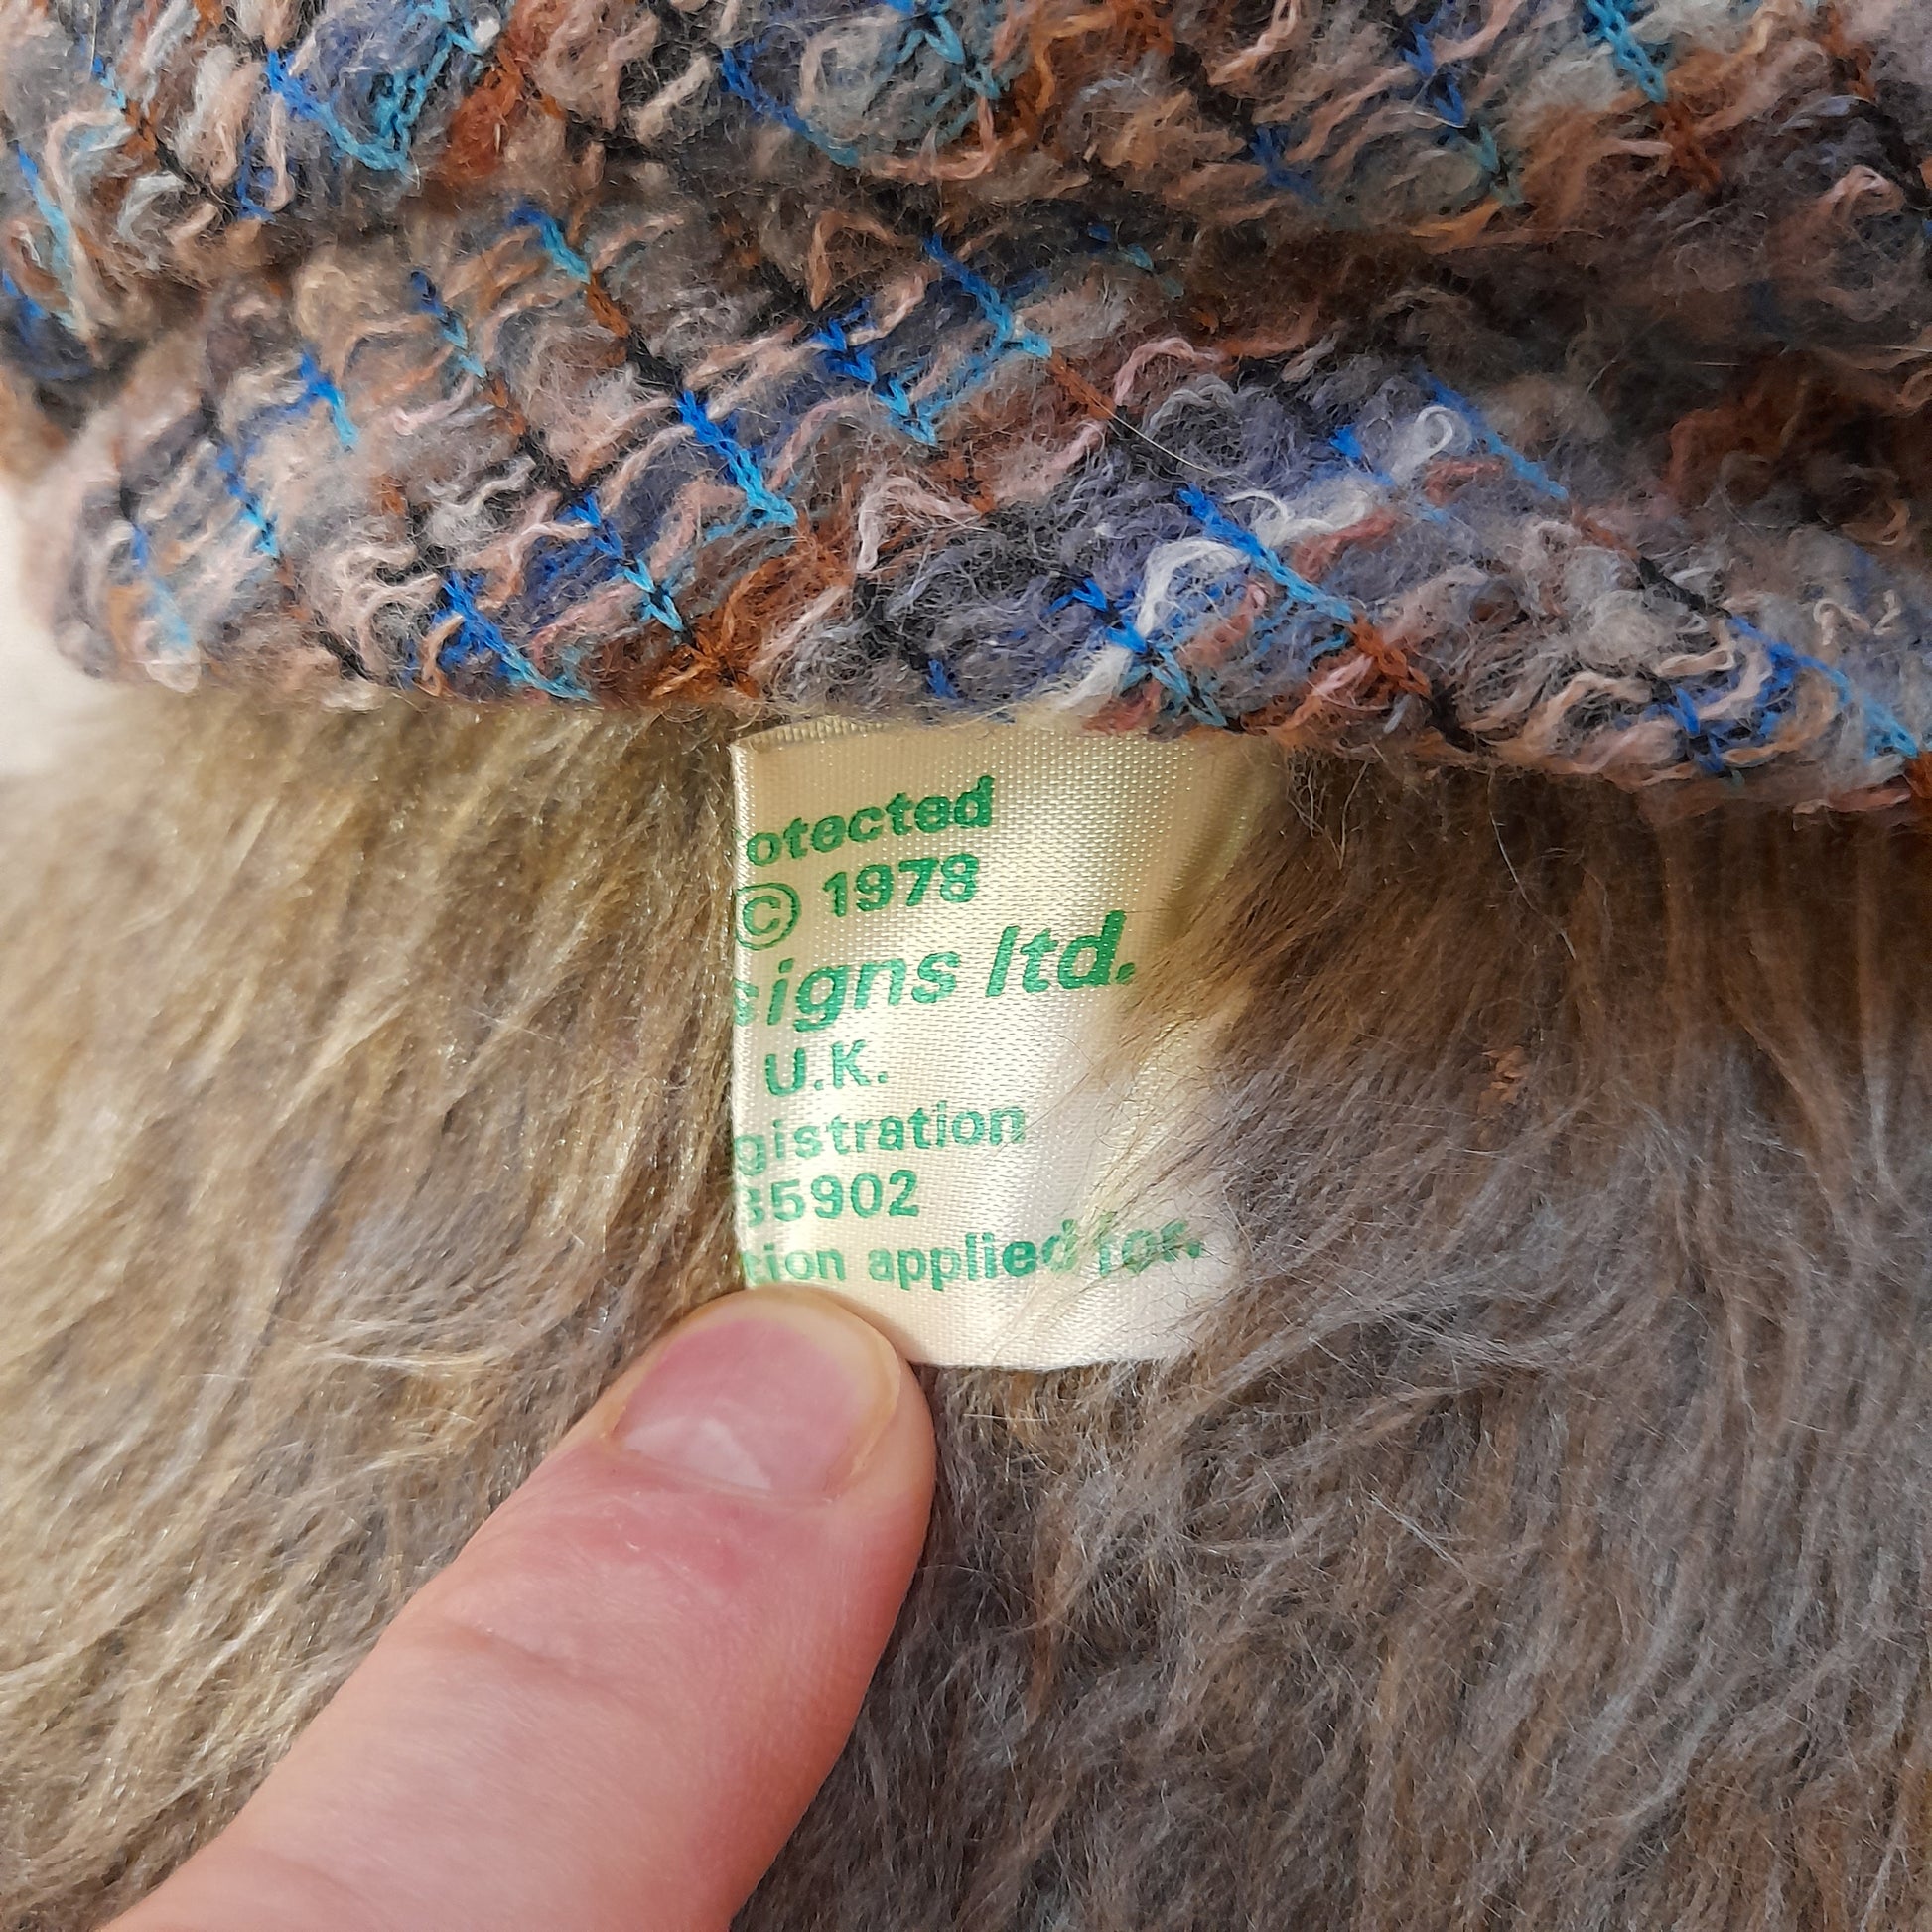 otected
© 1978
signs ltd.
U.K.
gistration
35902
tion applied for.